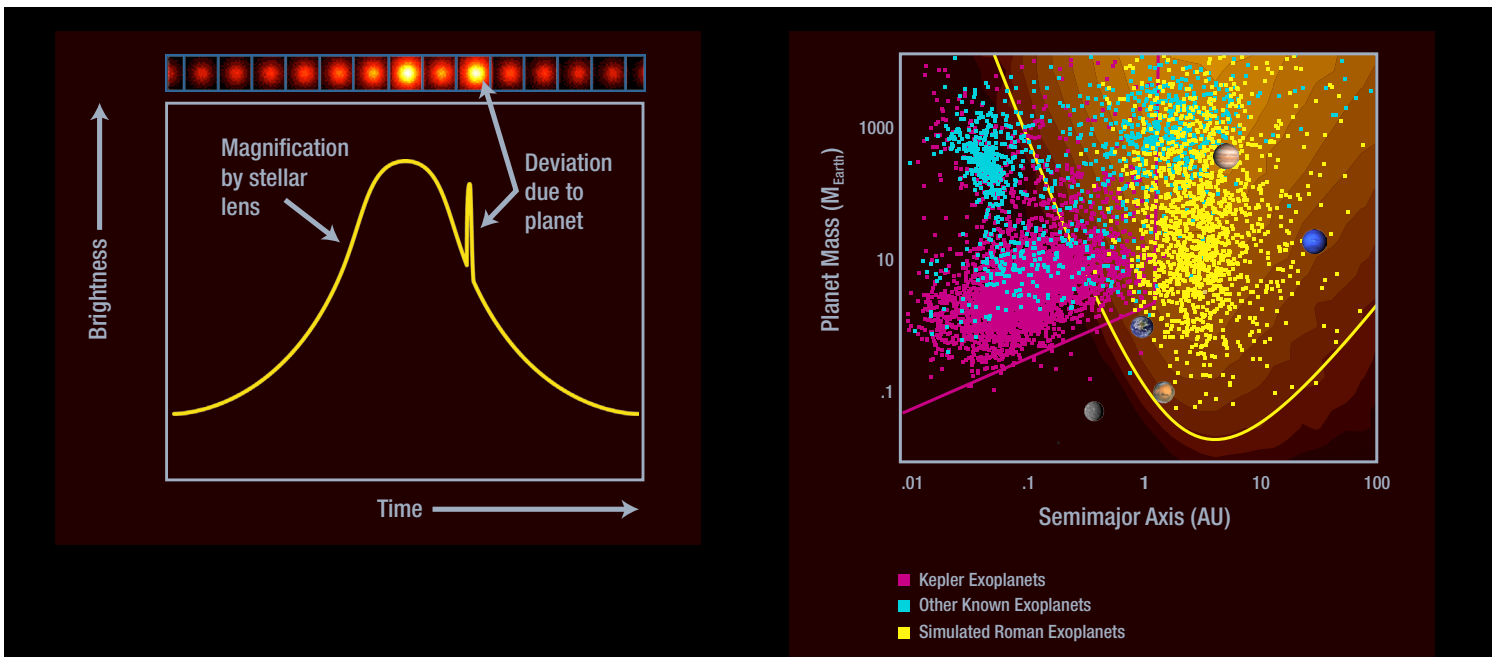 Magnification
by stellar
lens
Deviation
due to
planet
Brightness
Time
1000
10
.1
Planet Mass (M_Earth)
.01
.1
1
10
100
Semimajor Axis (AU)
Kepler Exoplanets
Other Known Exoplanets
Simulated Roman Exoplanets